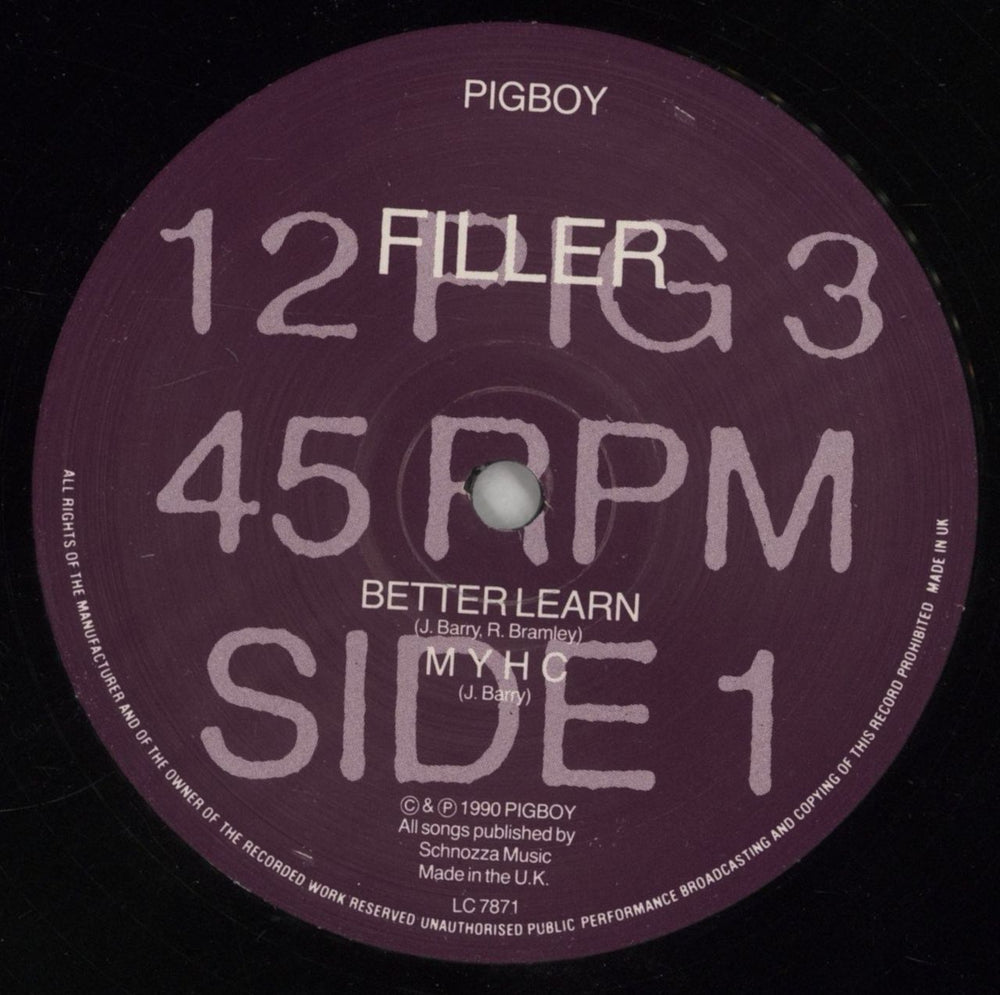 PIGBOY
FILLER
12 PIG 3
45 RPM
BETTER LEARN
(J. Barry, R. Bramley)
M Y H C
(J. Barry)
SIDE 1
© & ℗ 1990 PIGBOY
All songs published by
Schnozza Music
Made in the U.K.
LC 7871
ALL RIGHTS OF THE MANUFACTURER AND OF THE OWNER OF THE RECORDED WORK RESERVED UNAUTHORISED PUBLIC PERFORMANCE BROADCASTING AND COPYING OF THIS RECORD PROHIBITED MADE IN UK